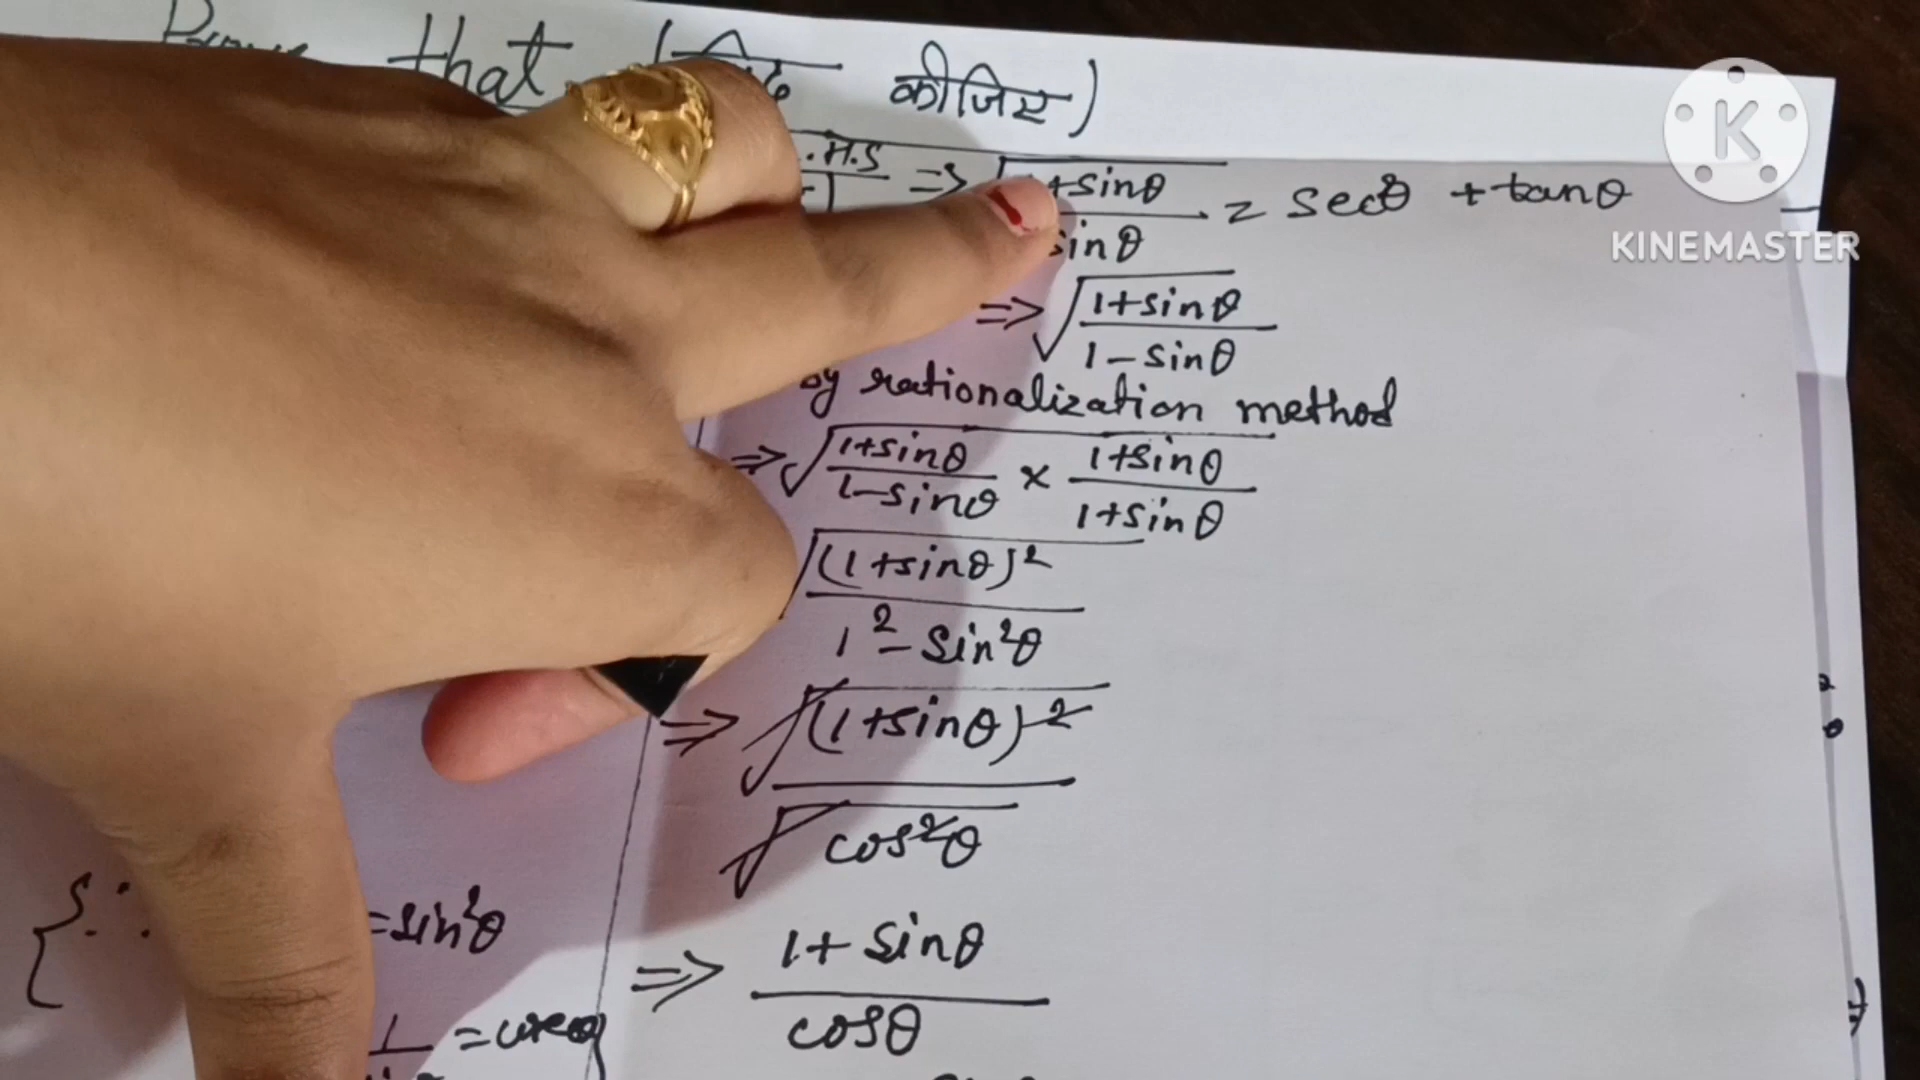 that ( कीजिए)
.H.S => √ +sinθ / sinθ = secθ + tanθ
=> √ 1+sinθ / 1-sinθ
by rationalization method
=> √ 1+sinθ / 1-sinθ × 1+sinθ / 1+sinθ
√ (1+sinθ)² / 1² - Sin²θ
=> √(1+sinθ)² / √cos²θ
=sin²θ
=> 1+ Sinθ / cosθ
K
KINEMASTER